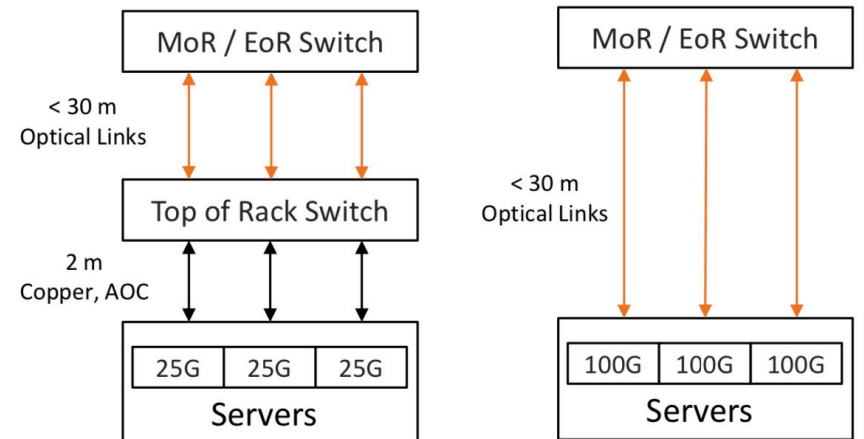 MoR / EoR Switch
< 30 m
Optical Links
Top of Rack Switch
2 m
Copper, AOC
25G 25G 25G
Servers
MoR / EoR Switch
< 30 m
Optical Links
100G 100G 100G
Servers